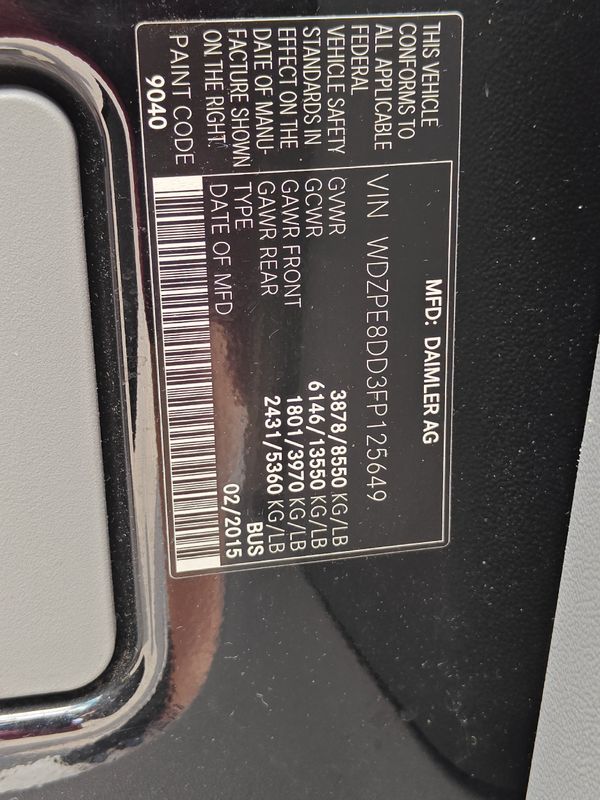 MFD: DAIMLER AG
THIS VEHICLE
CONFORMS TO
ALL APPLICABLE
FEDERAL
VEHICLE SAFETY
STANDARDS IN
EFFECT ON THE
DATE OF MANU-
FACTURE SHOWN
ON THE RIGHT.
PAINT CODE
9040
VIN WDZPE8DD3FP125649
GVWR 3878/8550 KG/LB
GCWR 6146/13550 KG/LB
GAWR FRONT 1801/3970 KG/LB
GAWR REAR 2431/5360 KG/LB
TYPE BUS
DATE OF MFD 02/2015